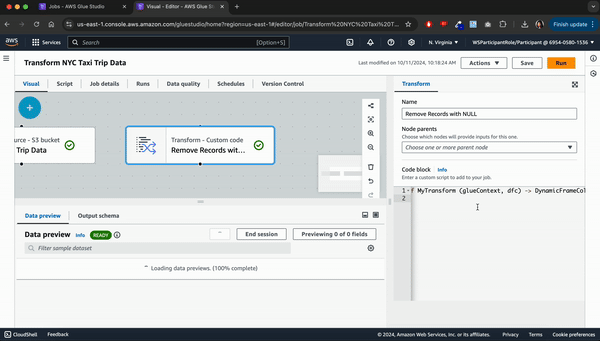 Jobs - AWS Glue Studio
Visual - Editor - AWS Glue St
us-east-1.console.aws.amazon.com/gluestudio/home?region=us-east-1#/editor/job/Transform%20NYC%20Taxi%20T...
Finish update
aws
Services
Search
[Option+S]
N. Virginia
WSParticipantRole/Participant @ 6954-0580-1536
Transform NYC Taxi Trip Data
Last modified on 10/11/2024, 10:18:24 AM
Actions
Save
Run
Visual
Script
Job details
Runs
Data quality
Schedules
Version Control
Transform
Name
Remove Records with NULL
Node parents
Choose which nodes will provide inputs for this one.
Choose one or more parent node
Code block
Info
Enter a custom script to add to your job.
1
f MyTransform (glueContext, dfc) -> DynamicFrameCol
2
urce - S3 bucket
Trip Data
Transform - Custom code
Remove Records wit...
Data preview
Output schema
Data preview
Info
READY
End session
Previewing 0 of 0 fields
Filter sample dataset
Loading data previews. (100% complete)
CloudShell
Feedback
© 2024, Amazon Web Services, Inc. or its affiliates.
Privacy
Terms
Cookie preferences